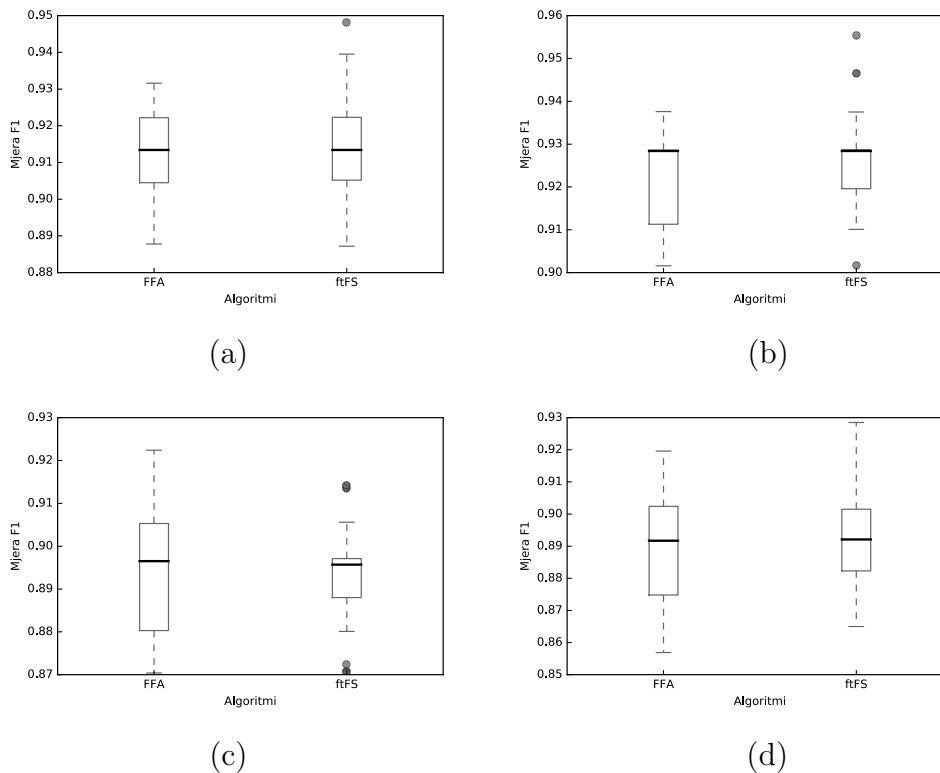 0.95
0.94
0.93
0.92
0.91
0.90
0.89
0.88
Mjera F1
FFA
ftFS
Algoritmi
(a)
0.96
0.95
0.94
0.93
0.92
0.91
0.90
Mjera F1
FFA
ftFS
Algoritmi
(b)
0.93
0.92
0.91
0.90
0.89
0.88
0.87
Mjera F1
FFA
ftFS
Algoritmi
(c)
0.93
0.92
0.91
0.90
0.89
0.88
0.87
0.86
0.85
Mjera F1
FFA
ftFS
Algoritmi
(d)